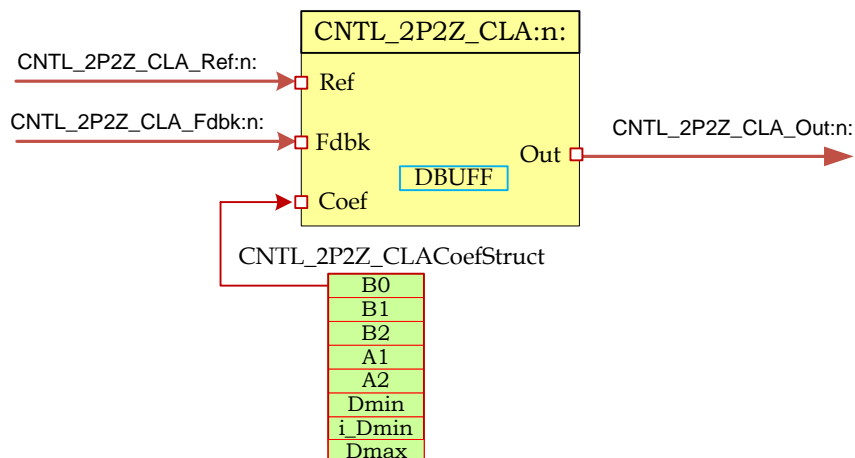 CNTL_2P2Z_CLA:n:
CNTL_2P2Z_CLA_Ref:n:
Ref
CNTL_2P2Z_CLA_Fdbk:n:
Fdbk
CNTL_2P2Z_CLA_Out:n:
Out
DBUFF
Coef
CNTL_2P2Z_CLACoefStruct
B0
B1
B2
A1
A2
Dmin
i_Dmin
Dmax